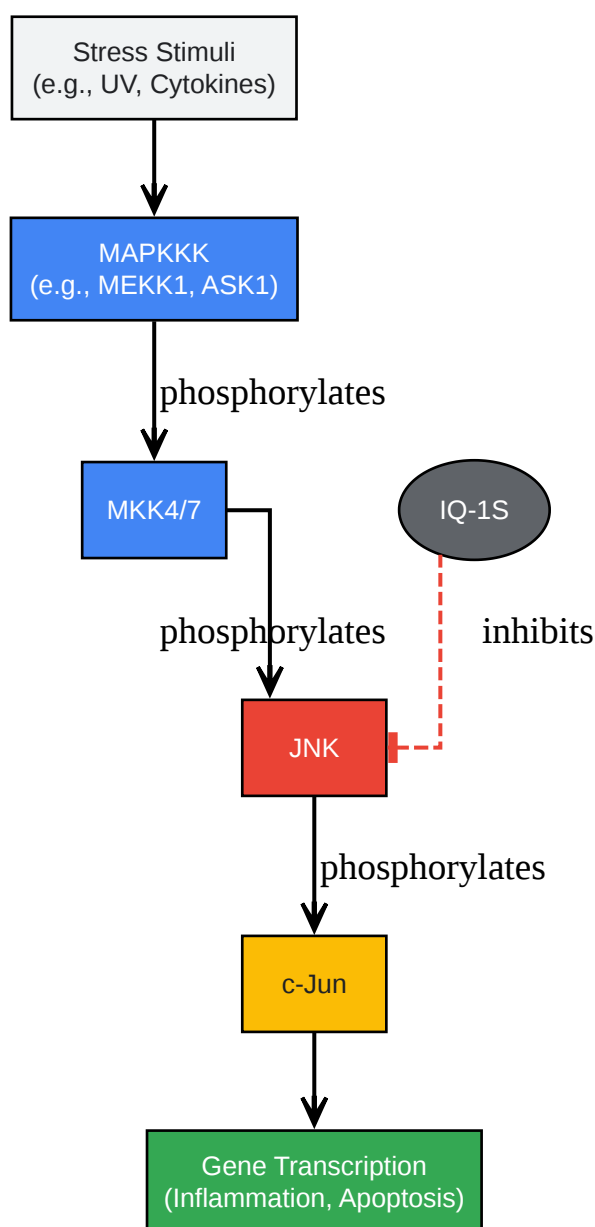 Stress Stimuli
(e.g., UV, Cytokines)
MAPKKK
(e.g., MEKK1, ASK1)
phosphorylates
MKK4/7
IQ-1S
phosphorylates
inhibits
JNK
phosphorylates
c-Jun
Gene Transcription
(Inflammation, Apoptosis)